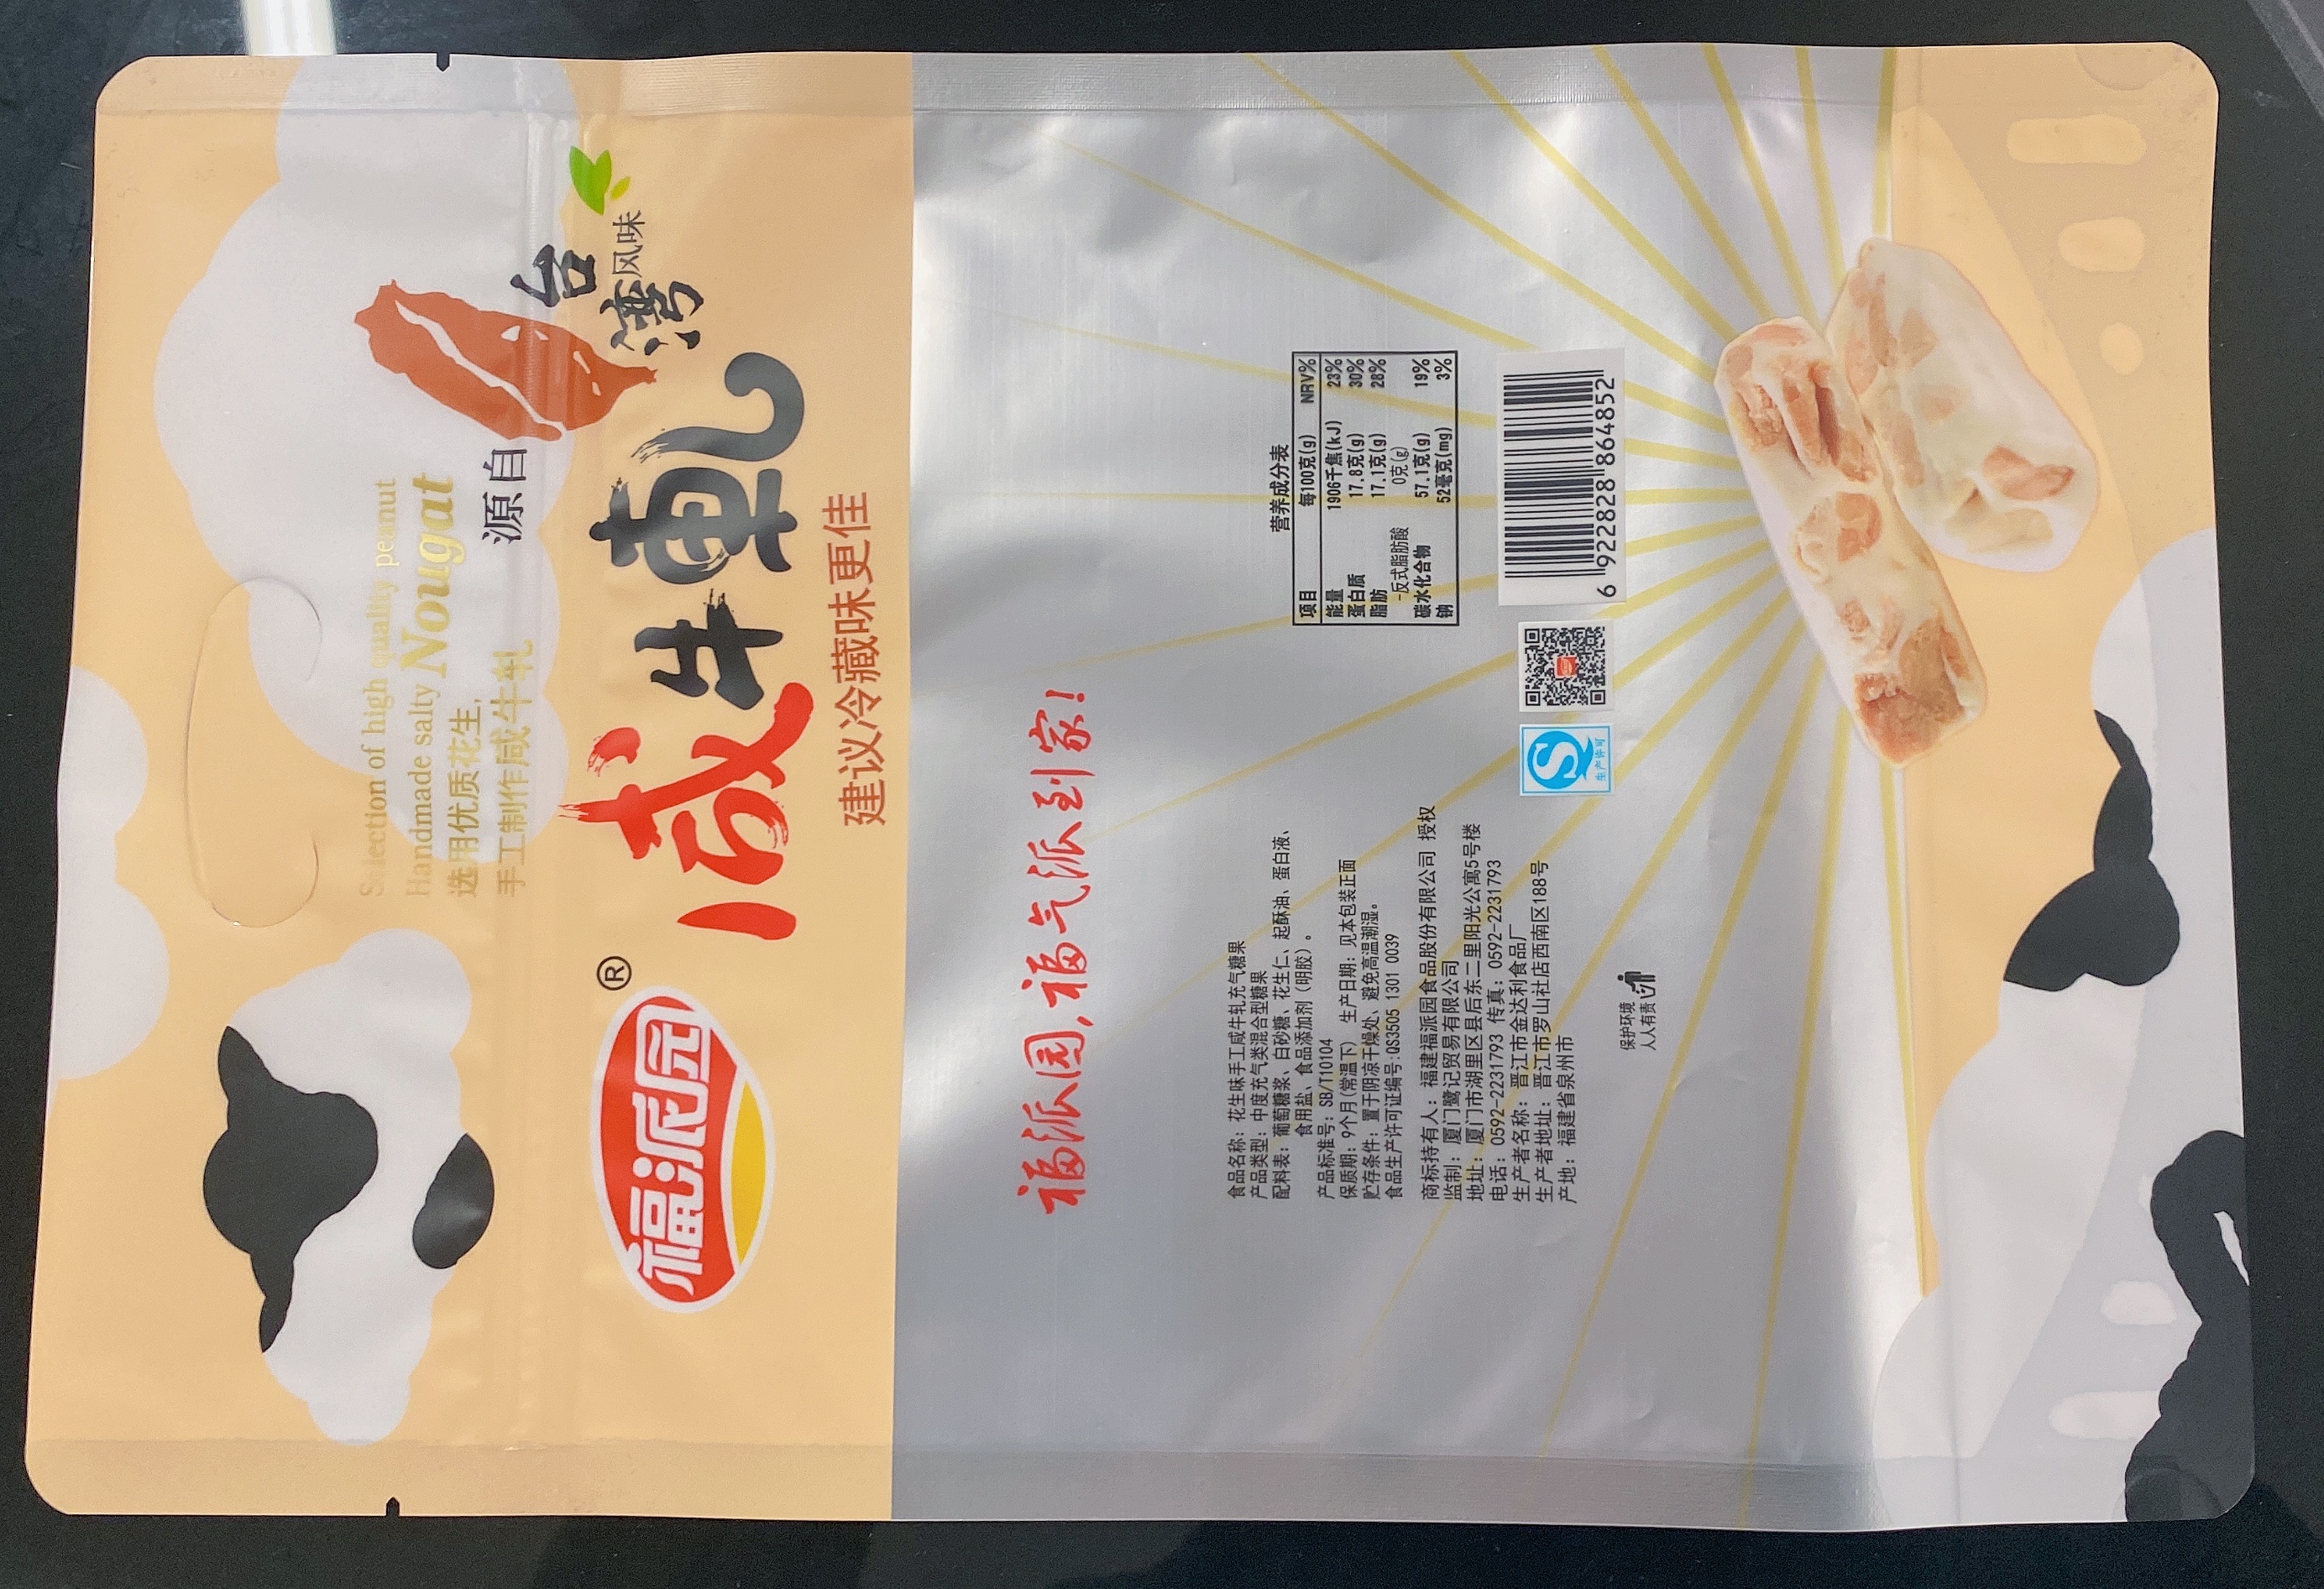 Selection of high quality peanut
Handmade salty Nougat
选用优质花生,
手工制作咸牛轧
源自
台湾风味
福派园®
咸牛軋
建议冷藏味更佳
福派园,福气派到家!
食品名称: 花生味手工咸牛轧充气糖果
产品类型: 中度充气类混合型糖果
配料表: 葡萄糖浆、白砂糖、花生仁、起酥油、蛋白液、
食用盐、食品添加剂(明胶)。
产品标准号: SB/T10104
保质期: 9个月(常温下) 生产日期: 见本包装正面
贮存条件: 置于阴凉干燥处、避免高温潮湿。
食品生产许可证编号:QS3505 1301 0039
商标持有人: 福建福派园食品股份有限公司 授权
监制: 厦门鹭记贸易有限公司
地址: 厦门市湖里区县后东二里阳光公寓5号楼
电话: 0592-2231793 传真: 0592-2231793
生产者名称: 晋江市金达利食品厂
生产者地址: 晋江市罗山社店西南区188号
产地: 福建省泉州市
营养成分表
项目 每100克(g) NRV%
能量 1906千焦(kJ) 23%
蛋白质 17.8克(g) 30%
脂肪 17.1克(g) 28%
-反式脂肪酸 0克(g)
碳水化合物 57.1克(g) 19%
钠 52毫克(mg) 3%
生产许可
6 922828 864852
保护环境
人人有责